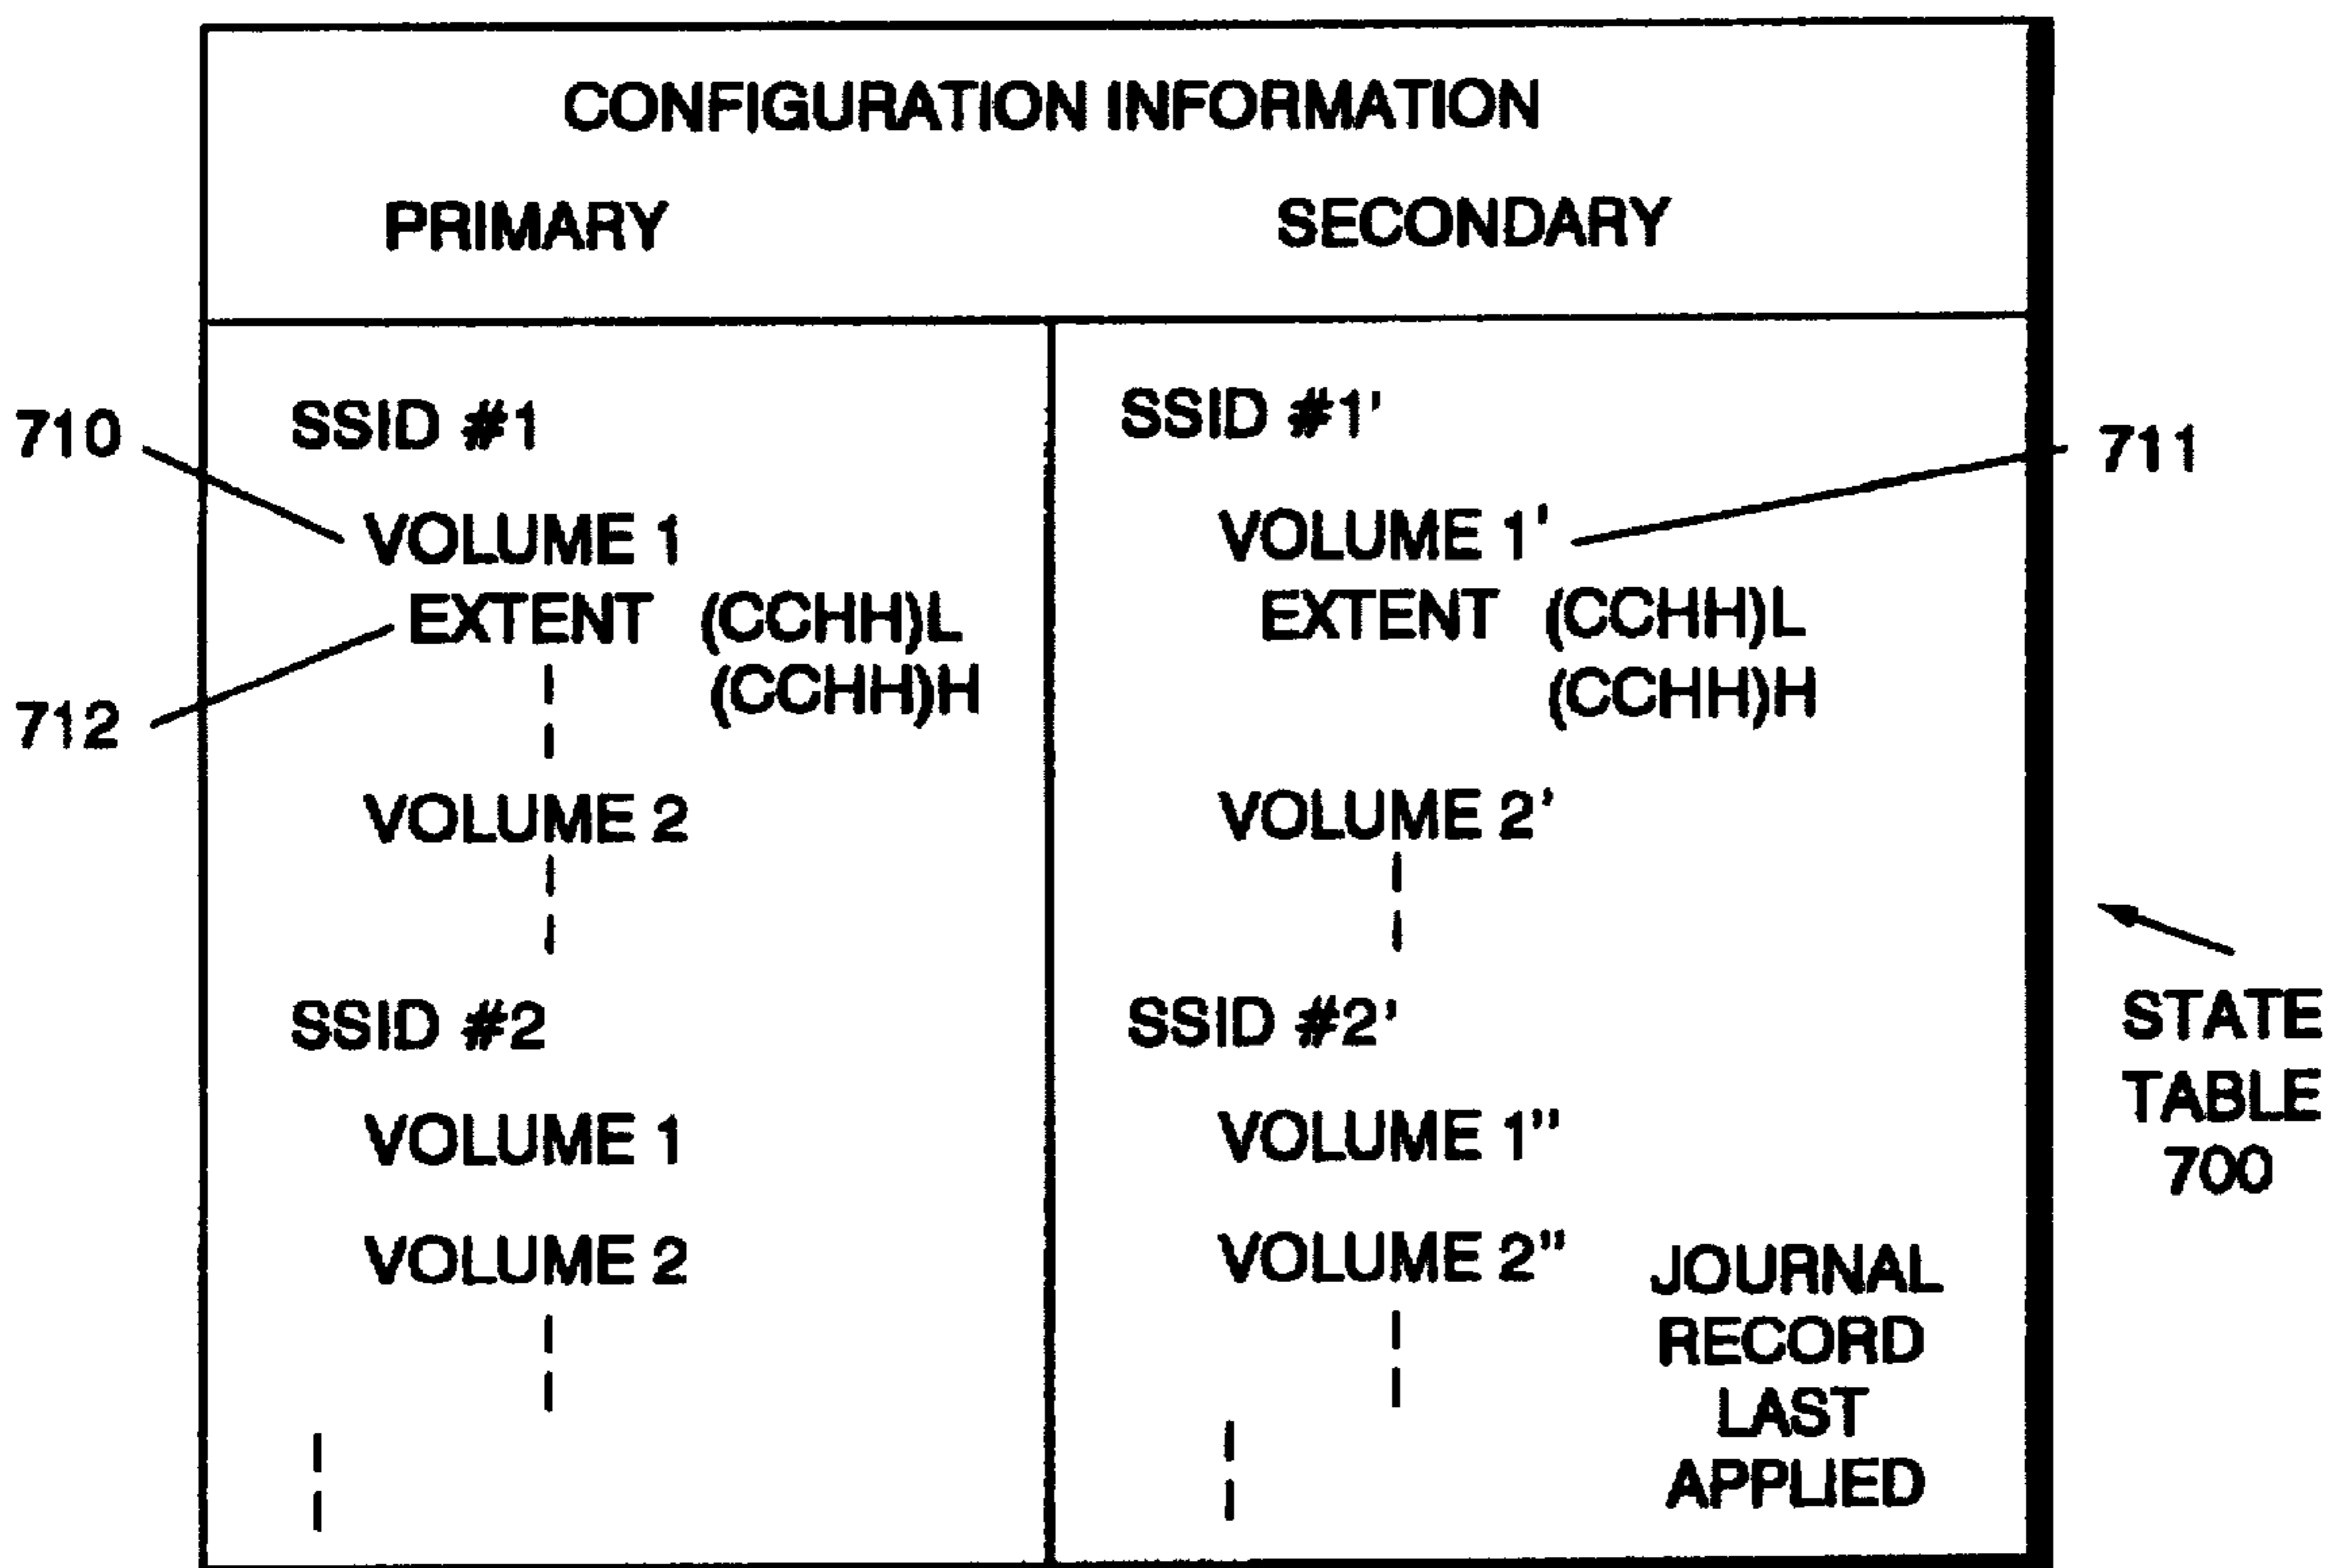 CONFIGURATION INFORMATION
PRIMARY SECONDARY
710
SSID #1
VOLUME 1
EXTENT (CCHH)L
(CCHH)H
712
VOLUME 2
SSID #2
VOLUME 1
VOLUME 2
SSID #1'
711
VOLUME 1'
EXTENT (CCHH)L
(CCHH)H
VOLUME 2'
SSID #2'
VOLUME 1"
VOLUME 2"
JOURNAL
RECORD
LAST
APPLIED
STATE
TABLE
700